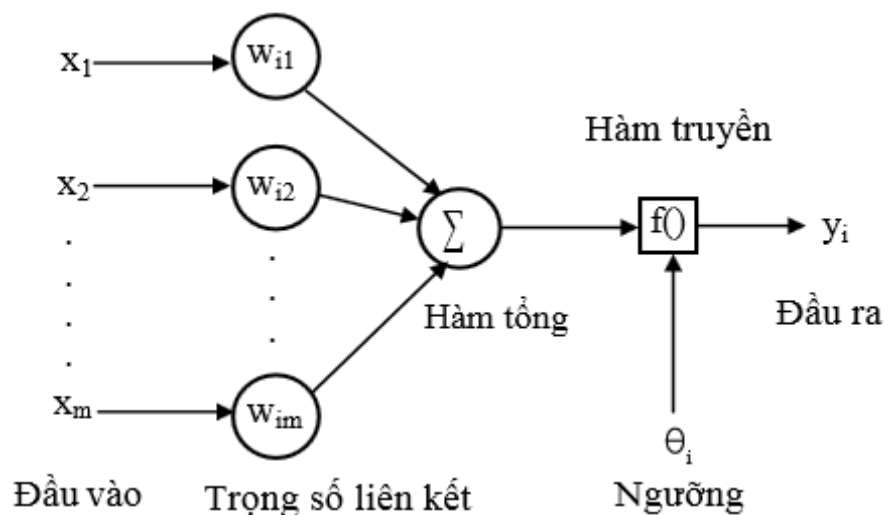 x₁ wᵢ₁
Hàm truyền
x₂ wᵢ₂
∑ f() yᵢ
Hàm tổng Đầu ra
xₘ wᵢₘ
θᵢ
Đầu vào Trọng số liên kết Ngưỡng